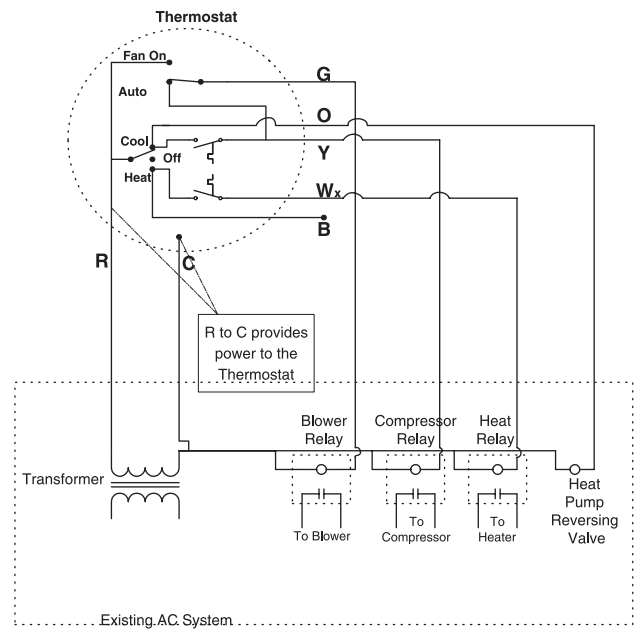 Thermostat
Fan On
G
Auto
O
Cool
Off
Y
Heat
Wx
B
R
C
R to C provides
power to the
Thermostat
Blower
Relay
Compressor
Relay
Heat
Relay
Transformer
Heat
Pump
Reversing
Valve
To Blower
To
Compressor
To
Heater
Existing AC System